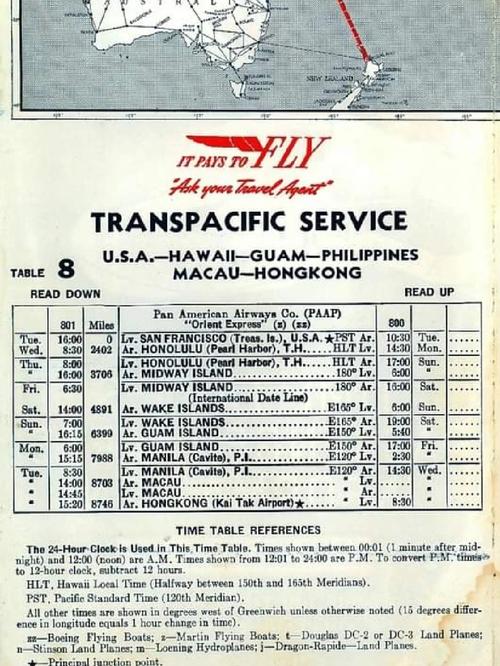 AUSTRALIA
NEW ZEALAND
IT PAYS TO FLY
"Ask your Travel Agent"
TRANSPACIFIC SERVICE
TABLE 8
U.S.A.—HAWAII—GUAM—PHILIPPINES
MACAU—HONGKONG
READ DOWN READ UP
801 Miles Pan American Airways Co. (PAAP) 800
"Orient Express" (z) (zz)
Tue. 16:00 0 Lv. SAN FRANCISCO (Treas. Is.), U.S.A. ★PST Ar. 10:30 Tue. ......
Wed. 8:30 2402 Ar. HONOLULU (Pearl Harbor), T.H. HLT Lv. 14:30 Mon. ......
Thu. 8:00 Lv. HONOLULU (Pearl Harbor), T.H. HLT Ar. 17:00 Sun. ......
" 16:00 3706 Ar. MIDWAY ISLAND 180° Lv. 6:00 " ......
Fri. 6:30 Lv. MIDWAY ISLAND 180° Ar. 16:00 Sat. ......
(International Date Line)
Sat. 14:00 4891 Ar. WAKE ISLANDS E165° Lv. 6:00 Sun. ......
Sun. 7:00 Lv. WAKE ISLANDS E165° Ar. 19:00 Sat. ......
" 16:15 6399 Ar. GUAM ISLAND E150° Lv. 5:40 " ......
Mon. 6:00 Lv. GUAM ISLAND E150° Ar. 17:00 Fri. ......
" 15:15 7988 Ar. MANILA (Cavite), P.I. E120° Lv. 2:30 " ......
Tue. 8:30 Lv. MANILA (Cavite), P.I. E120° Ar. 14:30 Wed. ......
" 14:00 8703 Ar. MACAU " Lv. " ......
" 14:45 Lv. MACAU " Ar. " ......
" 15:20 8746 Ar. HONGKONG (Kai Tak Airport)★ " Lv. 8:30 " ......
TIME TABLE REFERENCES
The 24-Hour Clock is Used in This Time Table. Times shown between 00:01 (1 minute after mid-
night) and 12:00 (noon) are A.M. Times shown from 12:01 to 24:00 are P.M. To convert P.M. times
to 12-hour clock, subtract 12 hours.
HLT, Hawaii Local Time (Halfway between 150th and 165th Meridians).
PST, Pacific Standard Time (120th Meridian).
All other times are shown in degrees west of Greenwich unless otherwise noted (15 degrees differ-
ence in longitude equals 1 hour change in time).
zz—Boeing Flying Boats; z—Martin Flying Boats; t—Douglas DC-2 or DC-3 Land Planes;
n—Stinson Land Planes; m—Loening Hydroplanes; j—Dragon-Rapide—Land Planes.
★—Principal junction point.